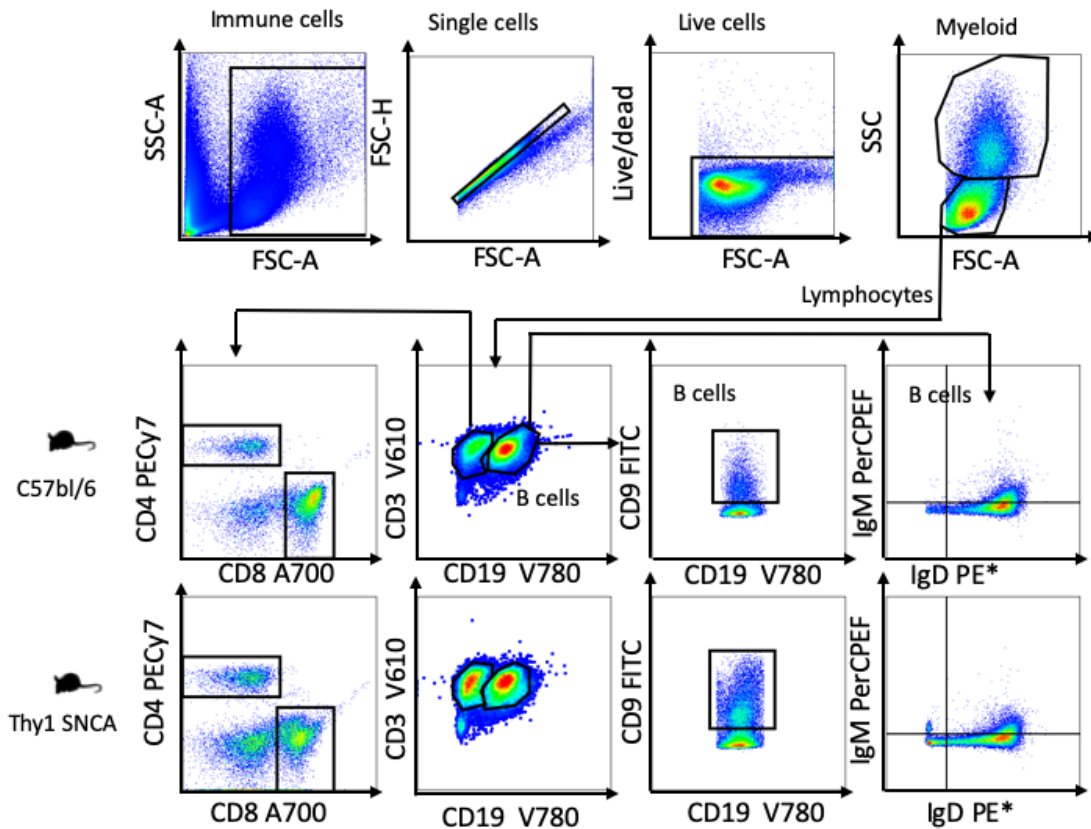 Immune cells
Single cells
Live cells
Myeloid
SSC-A
FSC-A
FSC-H
FSC-A
Live/dead
FSC-A
SSC
FSC-A
Lymphocytes
C57bl/6
CD4 PECy7
CD8 A700
CD3 V610
B cells
CD19 V780
CD9 FITC
B cells
CD19 V780
IgM PerCPEF
B cells
IgD PE*
Thy1 SNCA
CD4 PECy7
CD8 A700
CD3 V610
CD19 V780
CD9 FITC
CD19 V780
IgM PerCPEF
IgD PE*